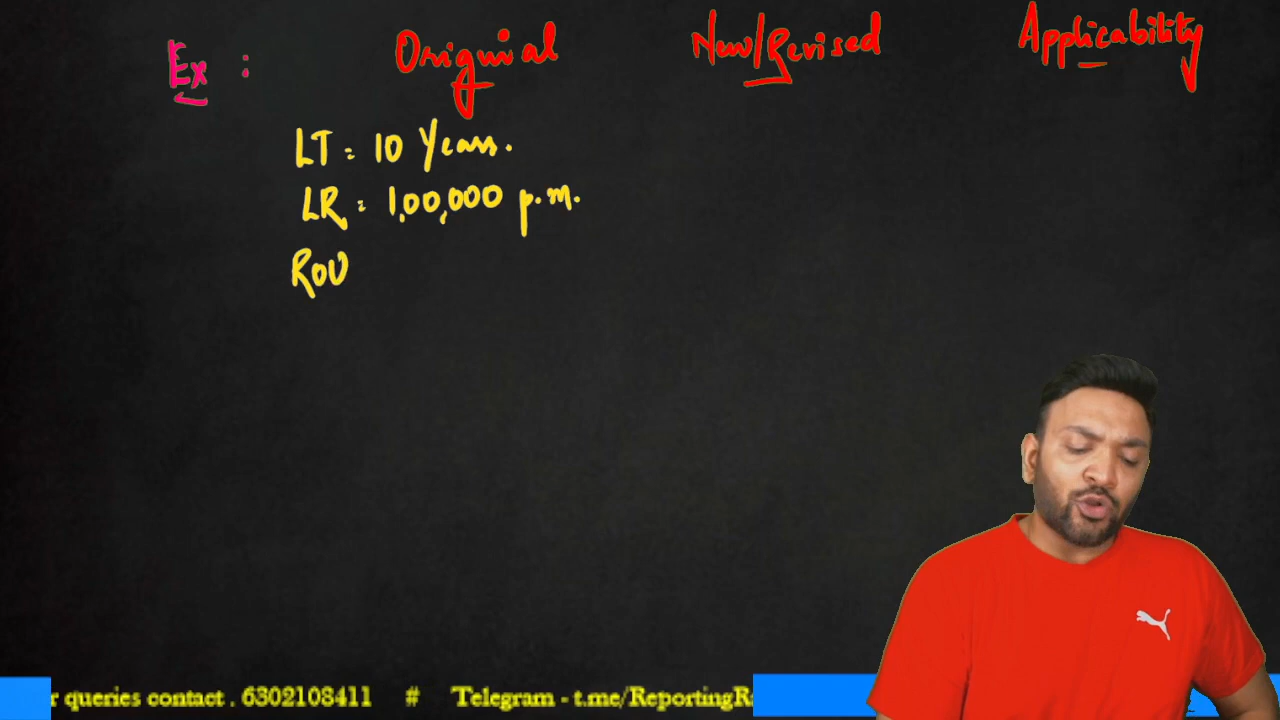 Ex : Original New/Revised Applicability
LT = 10 Years.
LR = 1,00,000 p.m.
ROU
queries contact . 6302108411 # Telegram - t.me/ReportingR